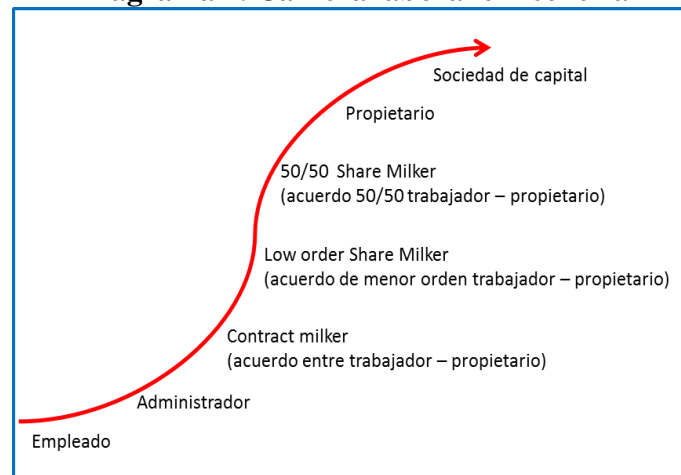 Sociedad de capital
Propietario
50/50 Share Milker
(acuerdo 50/50 trabajador – propietario)
Low order Share Milker
(acuerdo de menor orden trabajador – propietario)
Contract milker
(acuerdo entre trabajador – propietario)
Administrador
Empleado